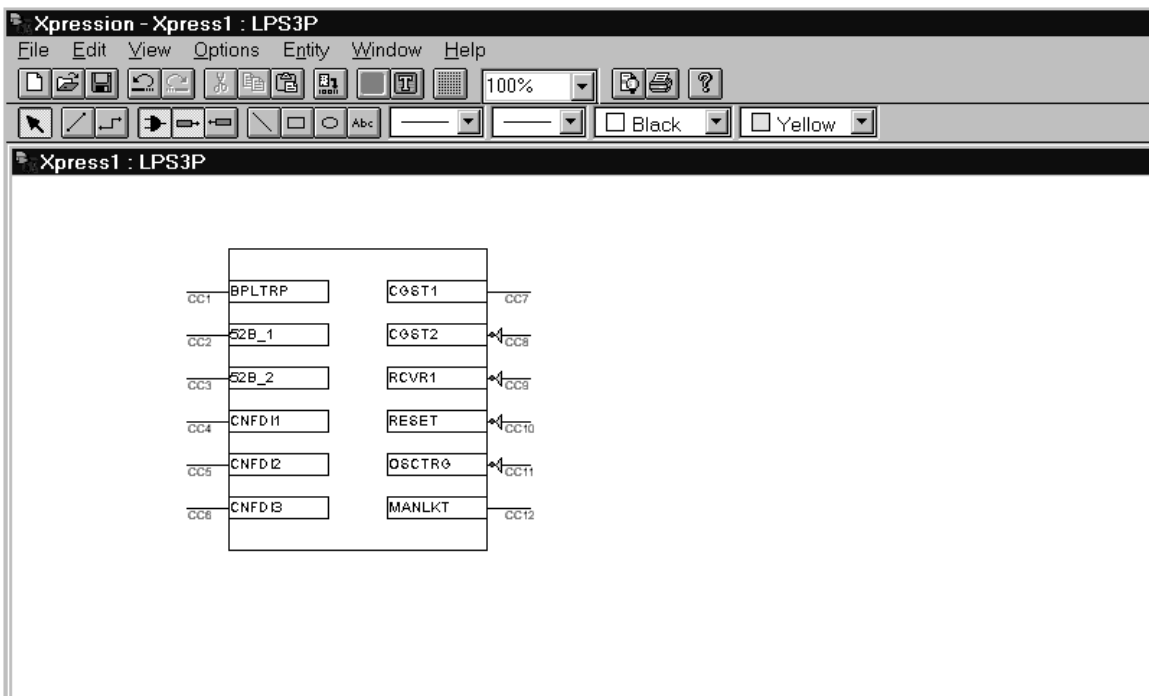 Xpression - Xpress1 : LPS3P
File Edit View Options Entity Window Help
T 100% ?
Abc Black Yellow
Xpress1 : LPS3P
CC1 BPLTRP CGST1 CC7
CC2 52B_1 CGST2 CC8
CC3 52B_2 RCVR1 CC9
CC4 CNFDI1 RESET CC10
CC5 CNFDI2 OSCTRG CC11
CC6 CNFDI3 MANLKT CC12